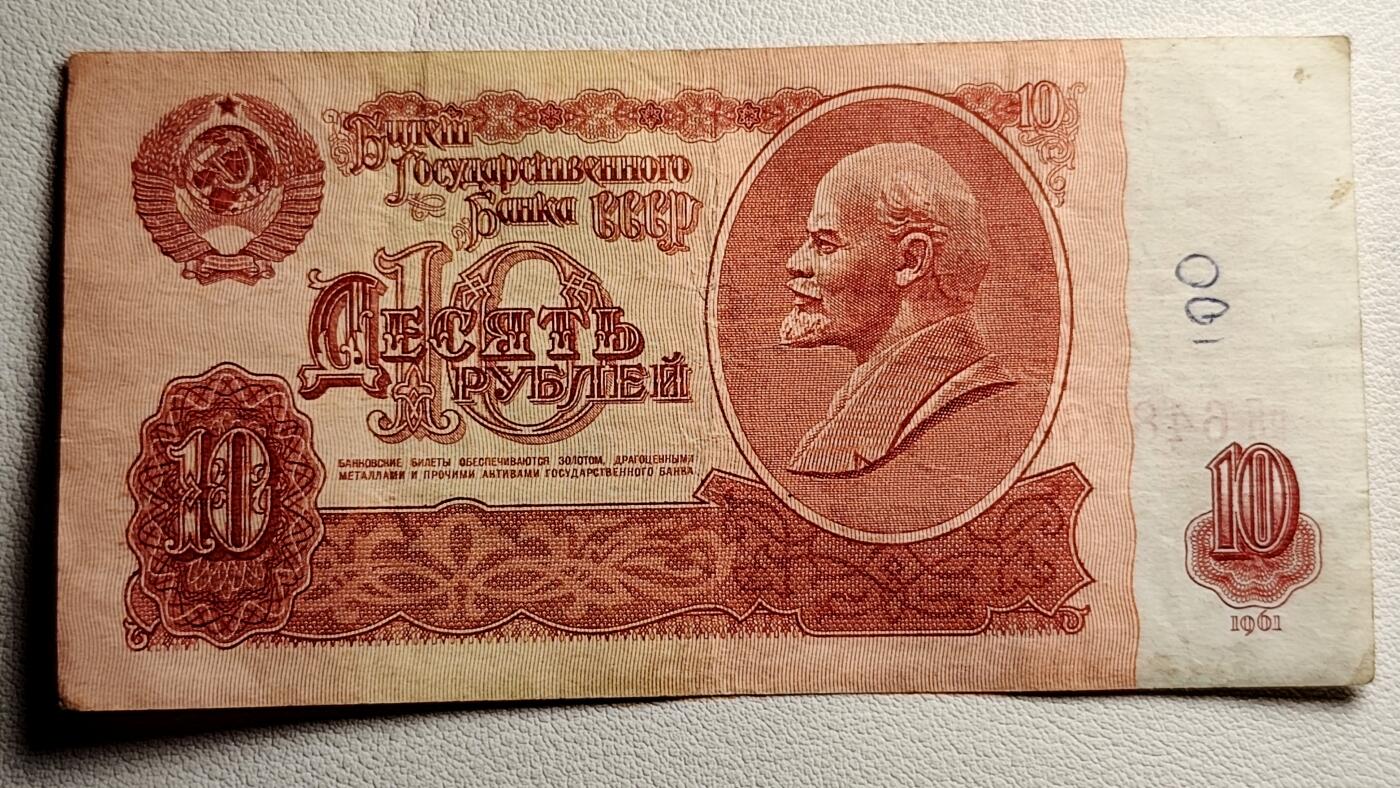 Билет
Государственного
Банка СССР
10
10
Десять
рублей
БАНКОВСКИЕ БИЛЕТЫ ОБЕСПЕЧИВАЮТСЯ ЗОЛОТОМ, ДРАГОЦЕННЫМИ
МЕТАЛЛАМИ И ПРОЧИМИ АКТИВАМИ ГОСУДАРСТВЕННОГО БАНКА.
10
10
1961